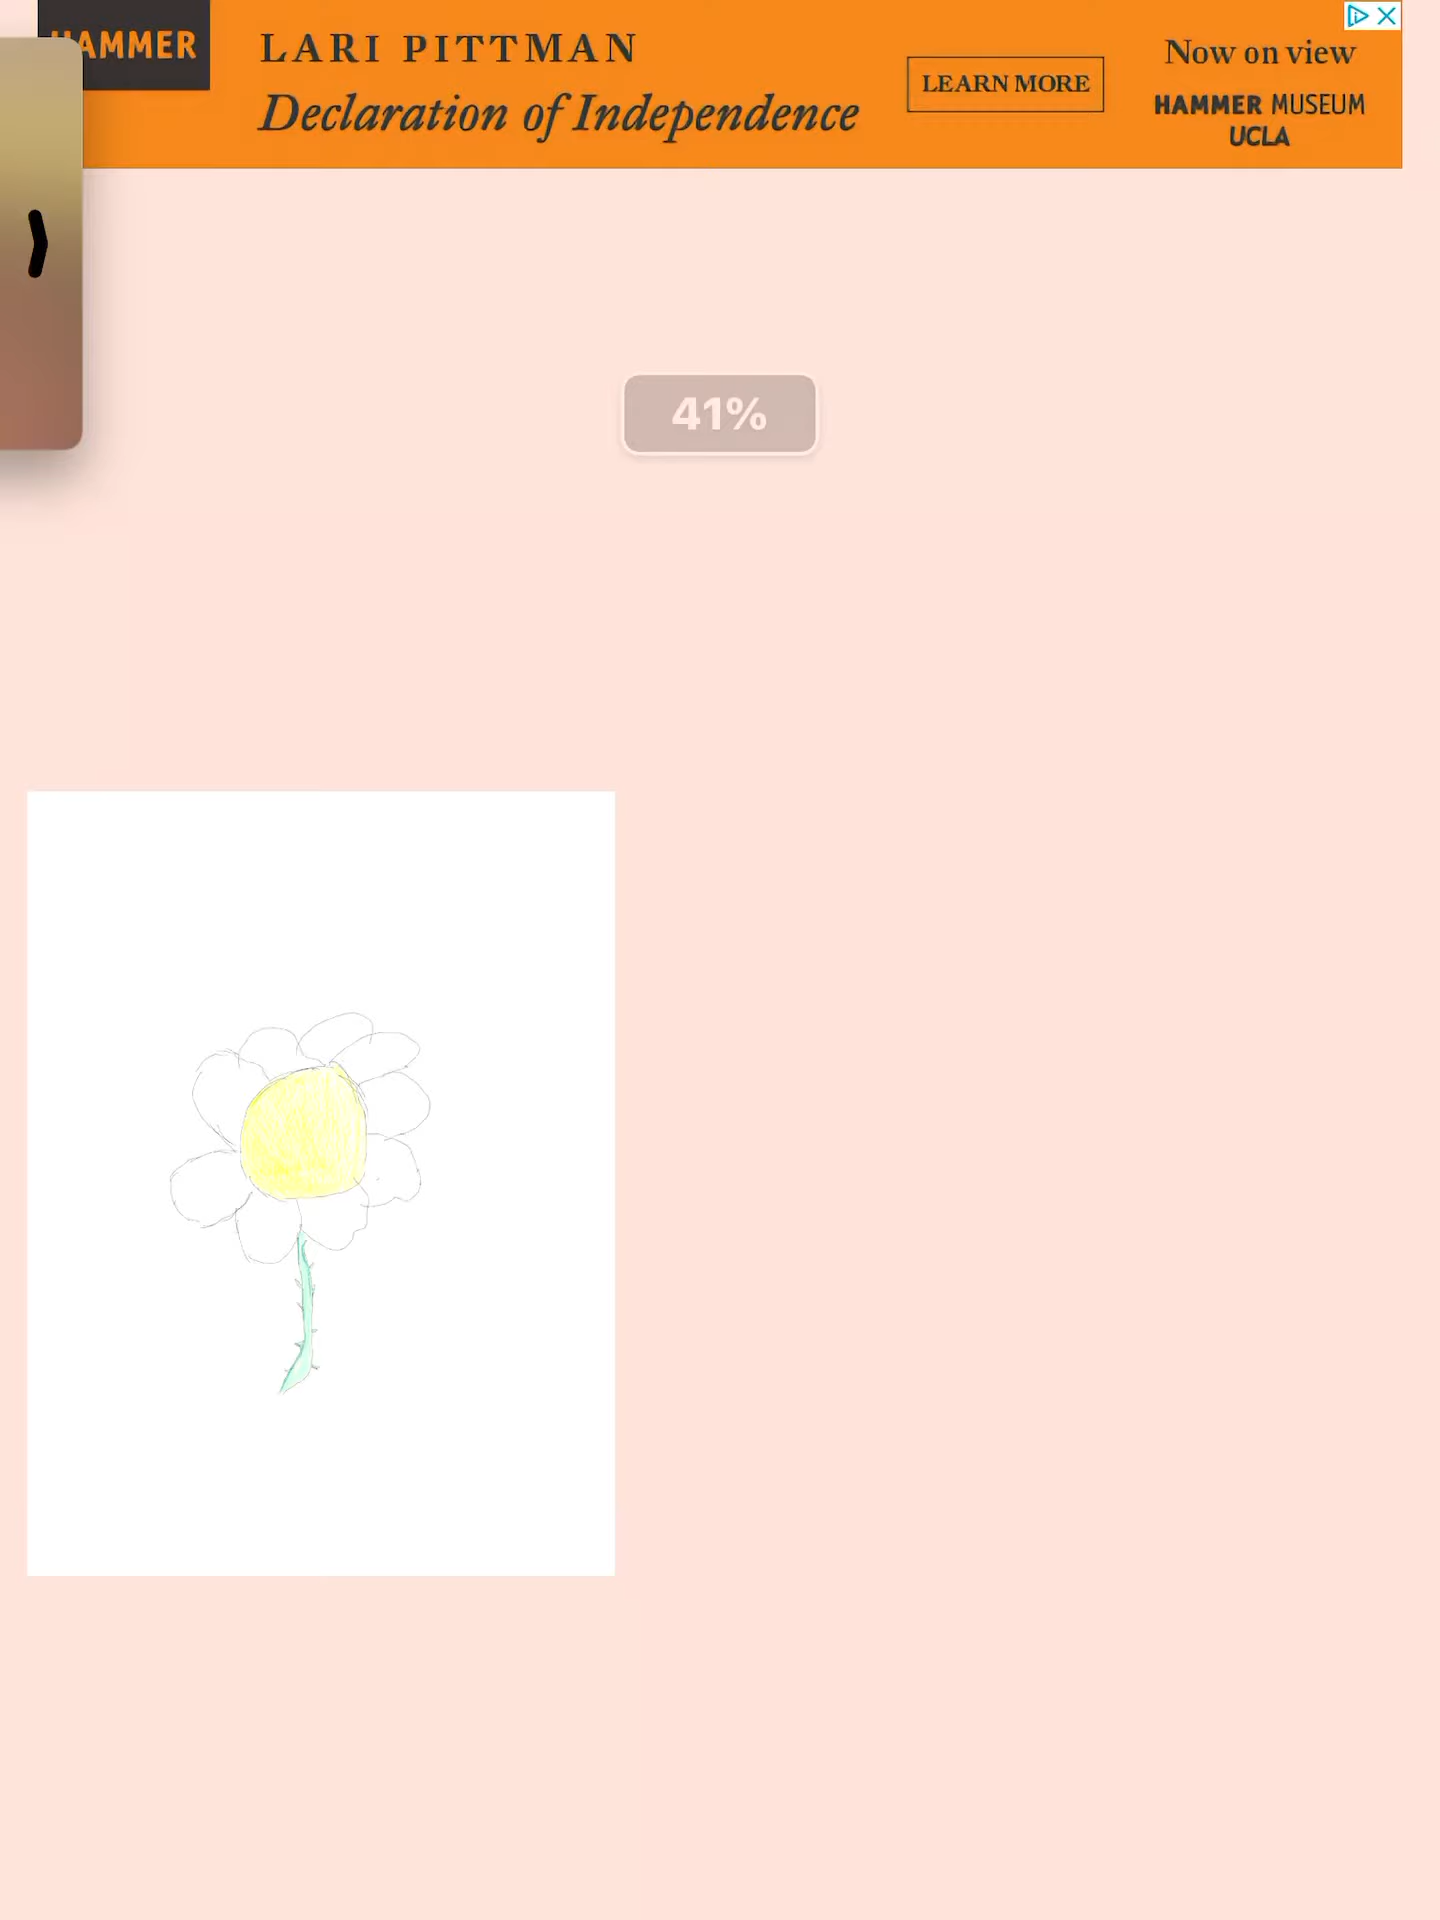 HAMMER
LARI PITTMAN
Declaration of Independence
LEARN MORE
Now on view
HAMMER MUSEUM
UCLA
41%